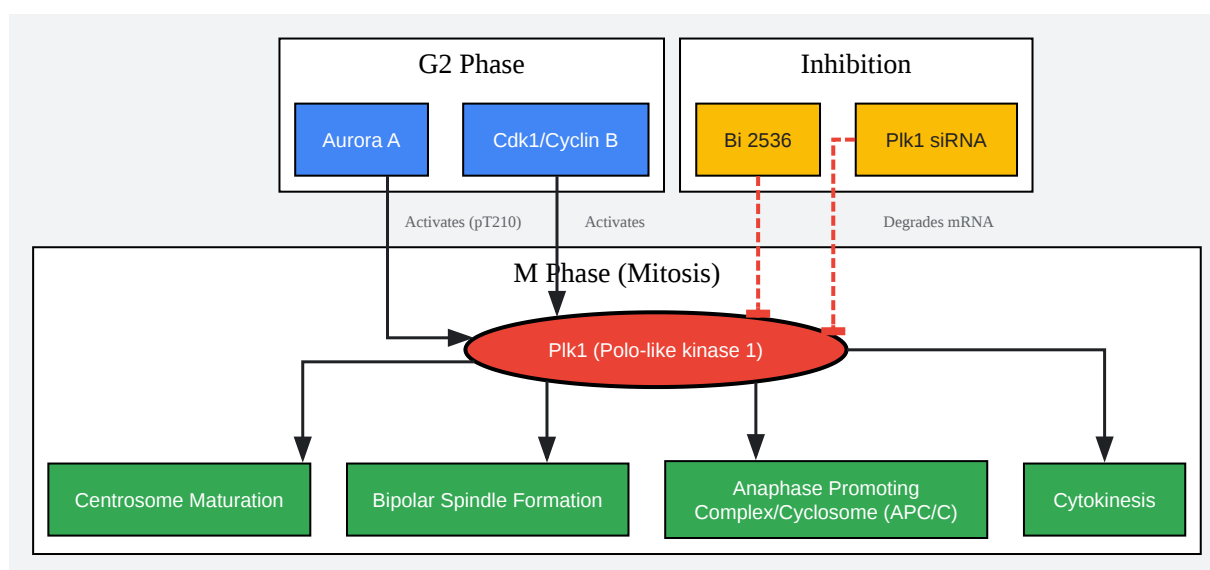 G2 Phase
Inhibition
Aurora A
Cdk1/Cyclin B
Bi 2536
Plk1 siRNA
Activates (pT210)
Activates
Degrades mRNA
M Phase (Mitosis)
Plk1 (Polo-like kinase 1)
Centrosome Maturation
Bipolar Spindle Formation
Anaphase Promoting
Complex/Cyclosome (APC/C)
Cytokinesis